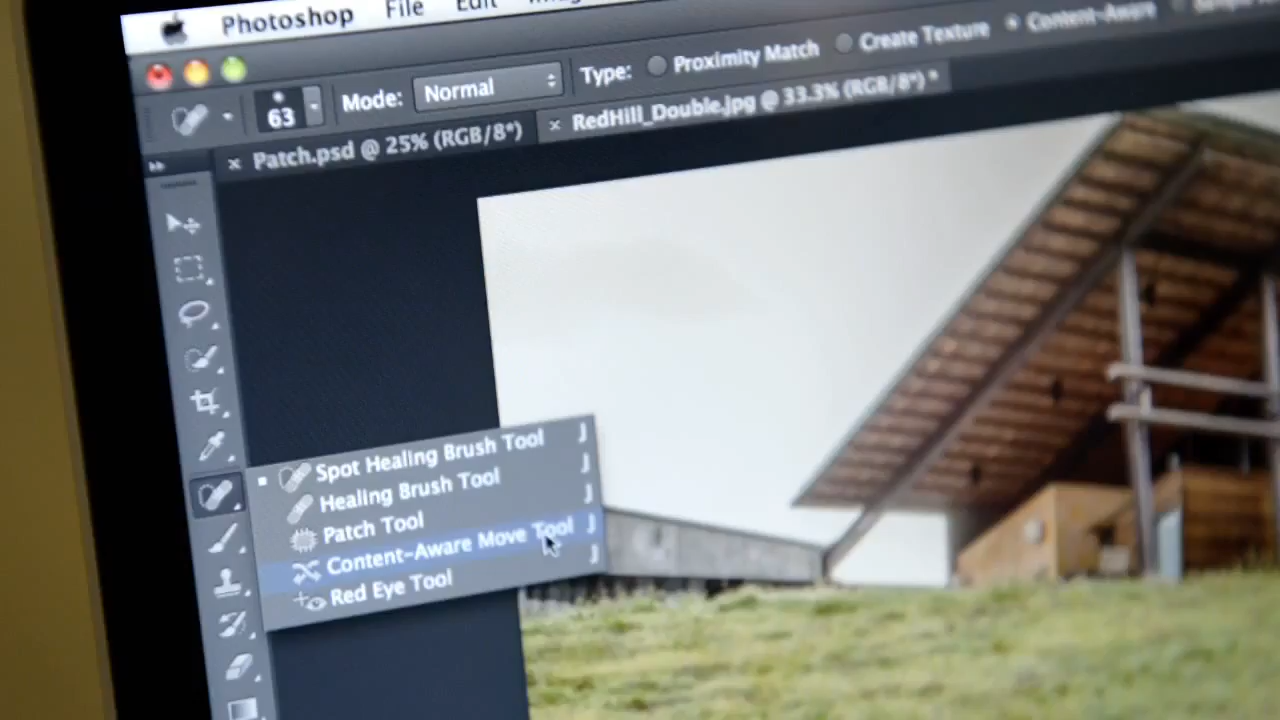 Photoshop File Edit
63 Mode: Normal Type: Proximity Match Create Texture Content-Aware
× Patch.psd @ 25% (RGB/8*) × RedHill_Double.jpg @ 33.3% (RGB/8*) *
Spot Healing Brush Tool J
Healing Brush Tool J
Patch Tool J
Content-Aware Move Tool J
Red Eye Tool J